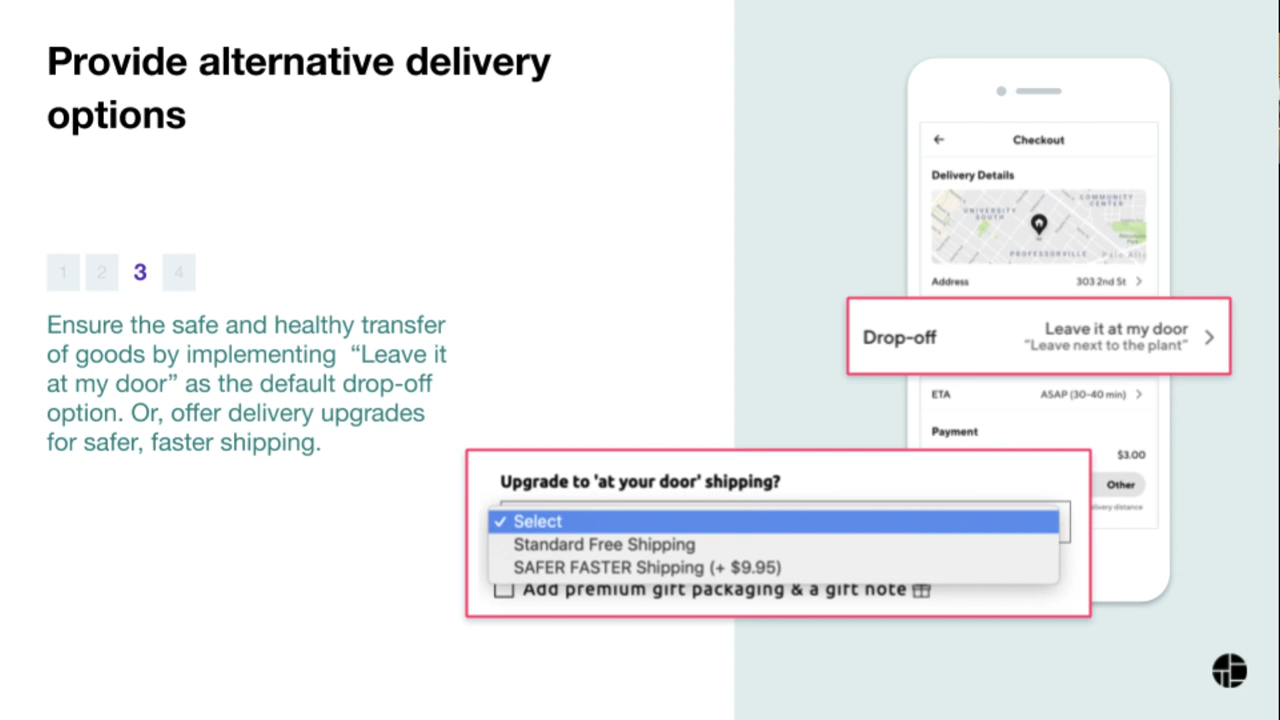 Provide alternative delivery
options
1 2 3 4
Ensure the safe and healthy transfer
of goods by implementing “Leave it
at my door” as the default drop-off
option. Or, offer delivery upgrades
for safer, faster shipping.
Checkout
Delivery Details
UNIVERSITY
SOUTH
COMMUNITY
CENTER
PROFESSORVILLE
Palo Alt
Address 303 2nd St
Drop-off Leave it at my door
“Leave next to the plant”
ETA ASAP (30-40 min)
Payment
$3.00
Other
delivery distance
Upgrade to 'at your door' shipping?
✓ Select
Standard Free Shipping
SAFER FASTER Shipping (+ $9.95)
Add premium gift packaging & a gift note